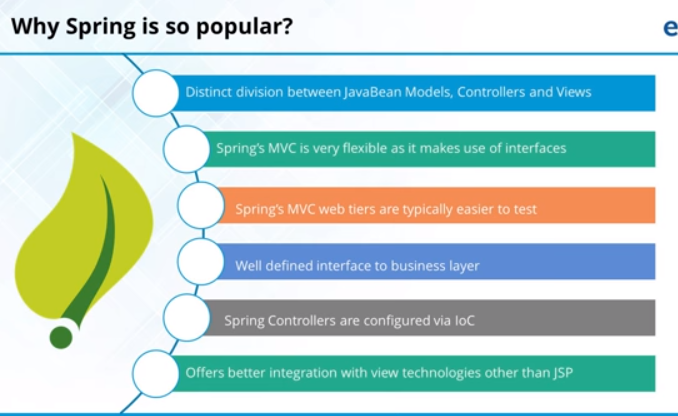 Why Spring is so popular?
e
Distinct division between JavaBean Models, Controllers and Views
Spring's MVC is very flexible as it makes use of interfaces
Spring's MVC web tiers are typically easier to test
Well defined interface to business layer
Spring Controllers are configured via IoC
Offers better integration with view technologies other than JSP